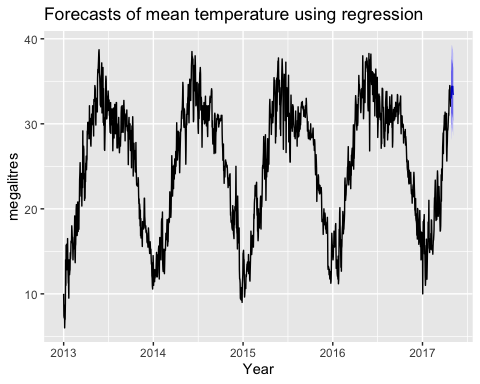 Forecasts of mean temperature using regression
megalitres
40
30
20
10
2013 2014 2015 2016 2017
Year